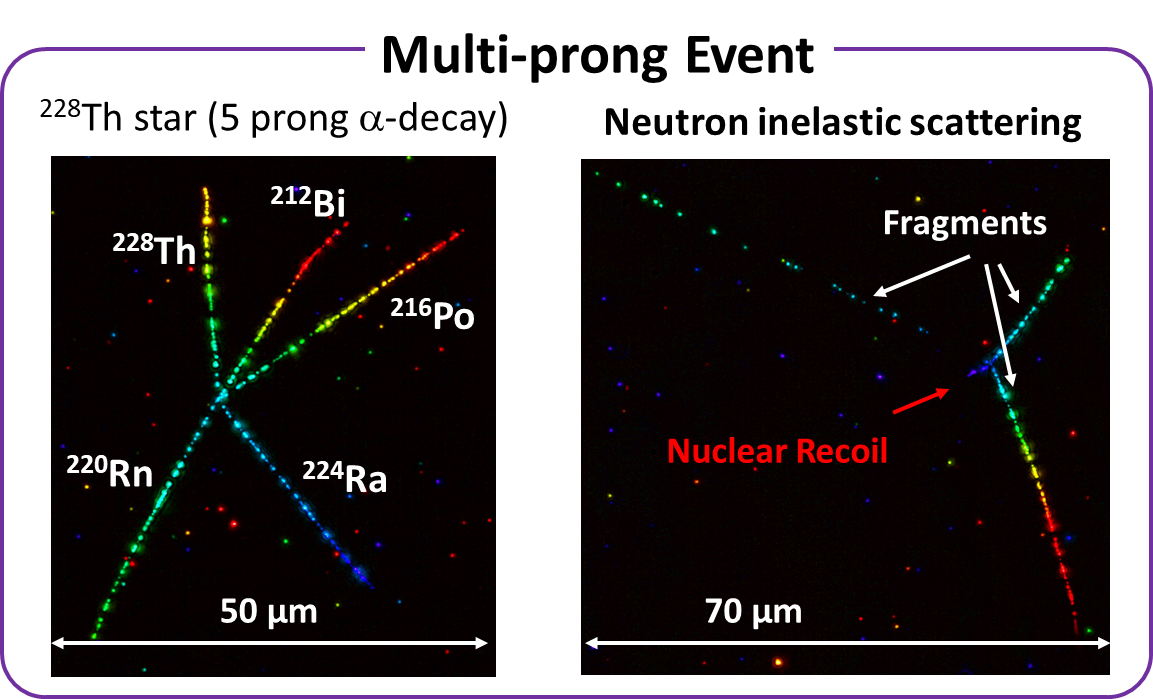 Multi-prong Event
²²⁸Th star (5 prong α-decay)
Neutron inelastic scattering
²¹²Bi
²²⁸Th
²¹⁶Po
²²⁰Rn
²²⁴Ra
50 μm
Fragments
Nuclear Recoil
70 μm